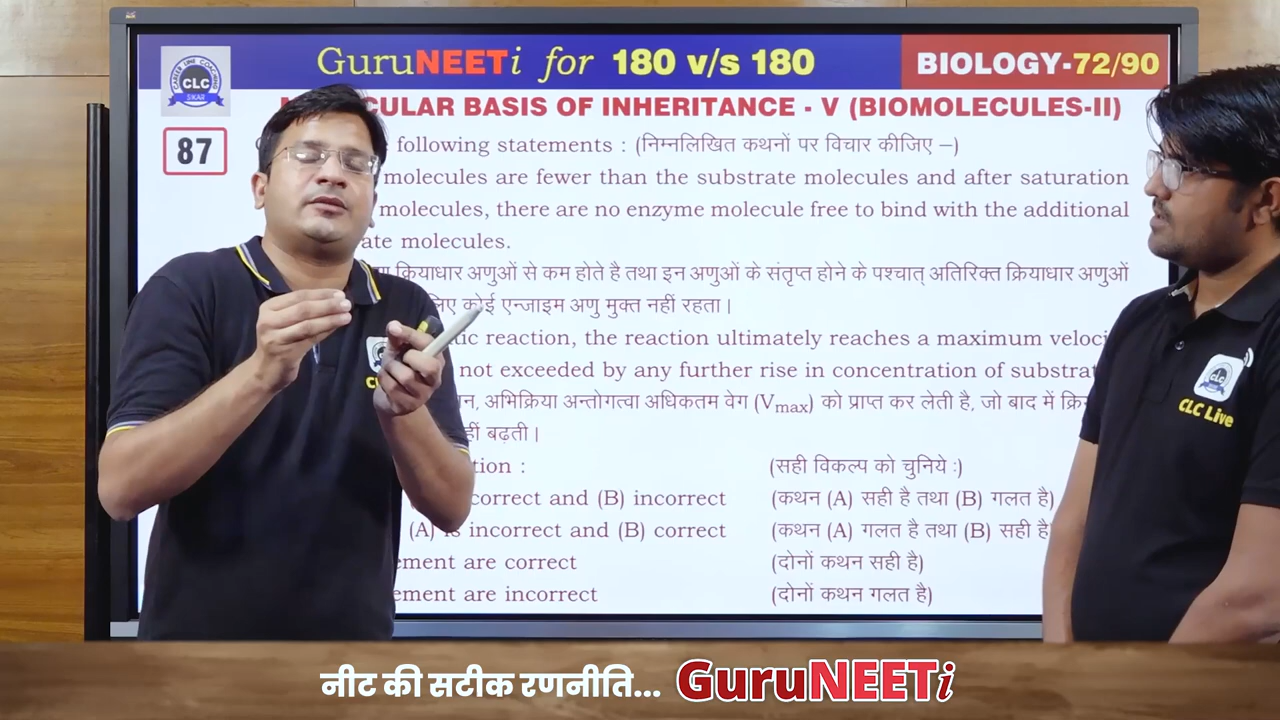 CAREER LINE COACHING
CLC
SIKAR
GuruNEETi for 180 v/s 180
BIOLOGY-72/90
CULAR BASIS OF INHERITANCE - V (BIOMOLECULES-II)
87
following statements : (निम्नलिखित कथनों पर विचार कीजिए –)
molecules are fewer than the substrate molecules and after saturation
molecules, there are no enzyme molecule free to bind with the additional
ate molecules.
क्रियाधार अणुओं से कम होते है तथा इन अणुओं के संतृप्त होने के पश्चात् अतिरिक्त क्रियाधार अणुओं
लिए कोई एन्जाइम अणु मुक्त नहीं रहता।
tic reaction, the reaction ultimately reaches a maximum veloci
not exceeded by any further rise in concentration of substrat
न, अभिक्रिया अन्तोगत्वा अधिकतम वेग (Vmax) को प्राप्त कर लेती है, जो बाद में
हीं बढ़ती।
tion : (सही विकल्प को चुनिये :)
correct and (B) incorrect (कथन (A) सही है तथा (B) गलत है)
(A) is incorrect and (B) correct (कथन (A) गलत है तथा (B) सही है
ement are correct (दोनों कथन सही है)
ement are incorrect (दोनों कथन गलत है)
CLC
CLC Live
नीट की सटीक रणनीति... GuruNEETi